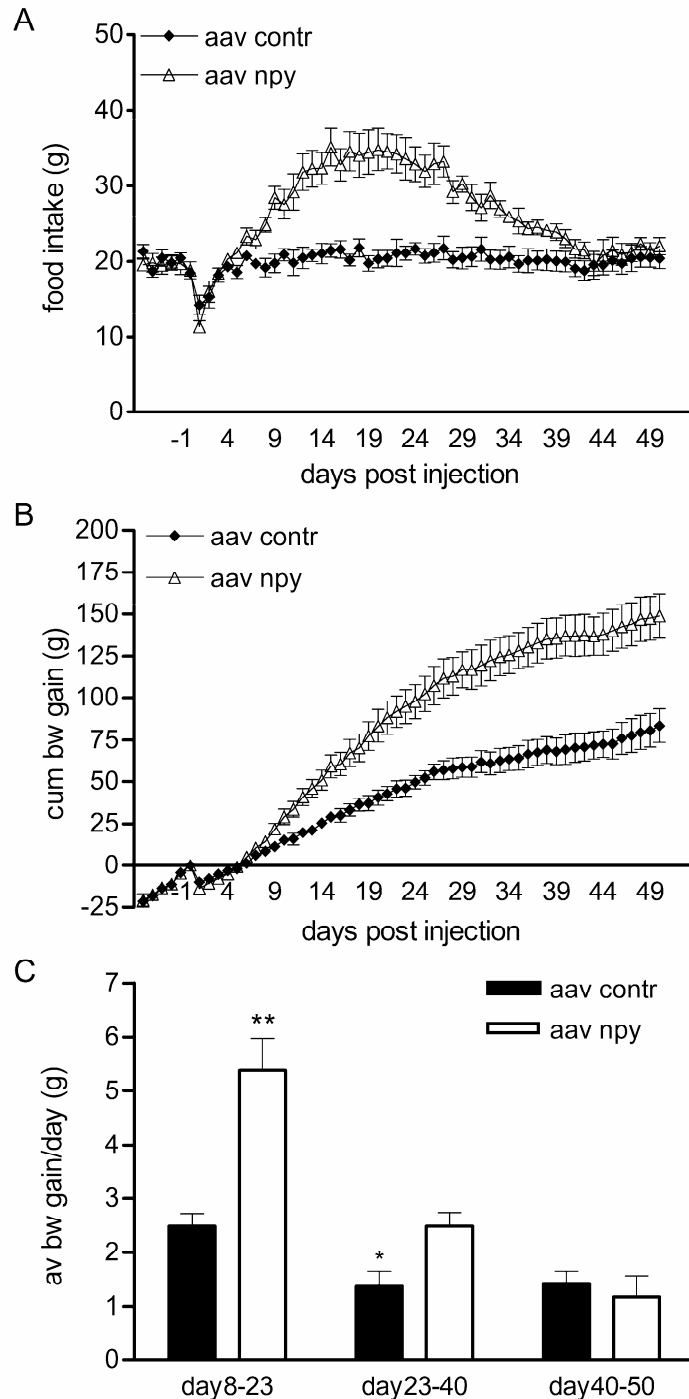 A
50
aav contr
aav npy
40
30
20
10
0
food intake (g)
-1 4 9 14 19 24 29 34 39 44 49
days post injection
B
200
aav contr
175
aav npy
150
125
100
75
50
25
0
-25
cum bw gain (g)
-1 4 9 14 19 24 29 34 39 44 49
days post injection
C
7
aav contr
aav npy
6
5
4
3
2
1
0
**
*
av bw gain/day (g)
day8-23 day23-40 day40-50